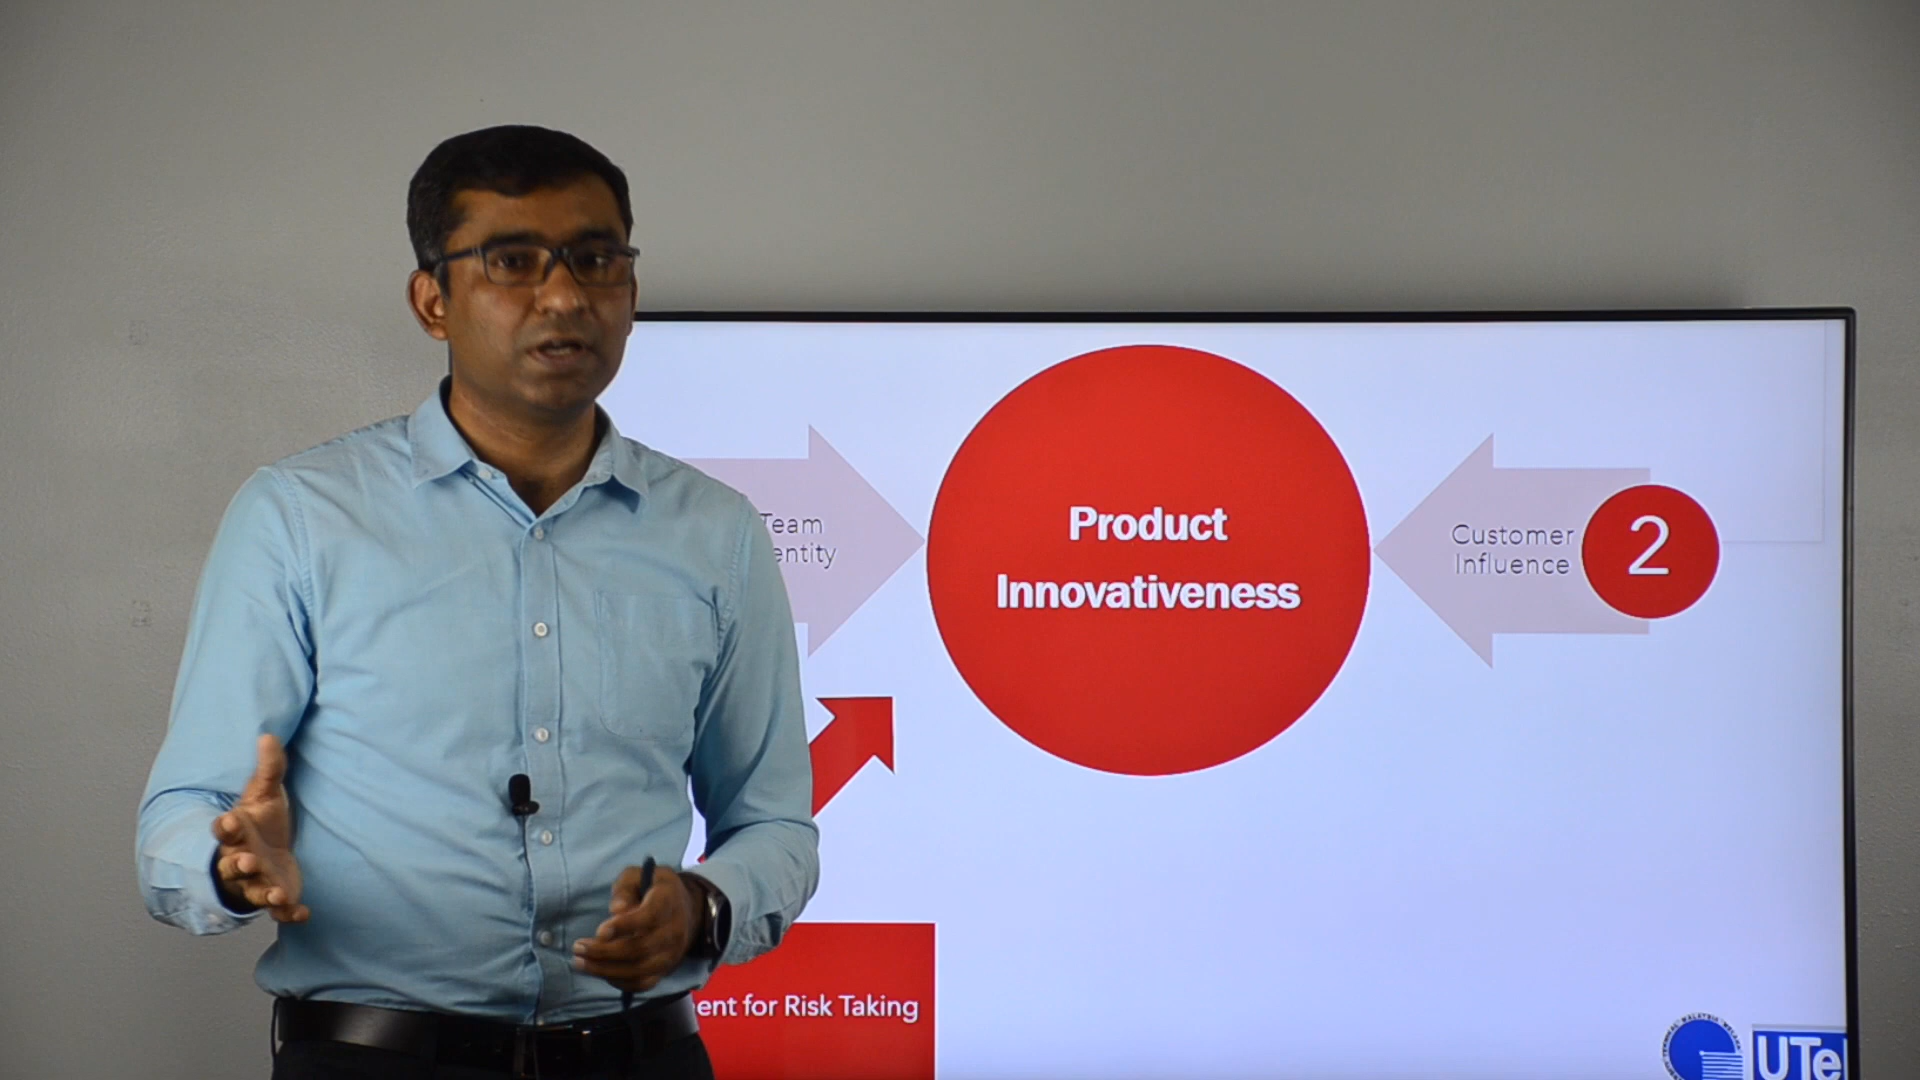 Team
entity
Product
Innovativeness
Customer
Influence
2
ent for Risk Taking
UTe